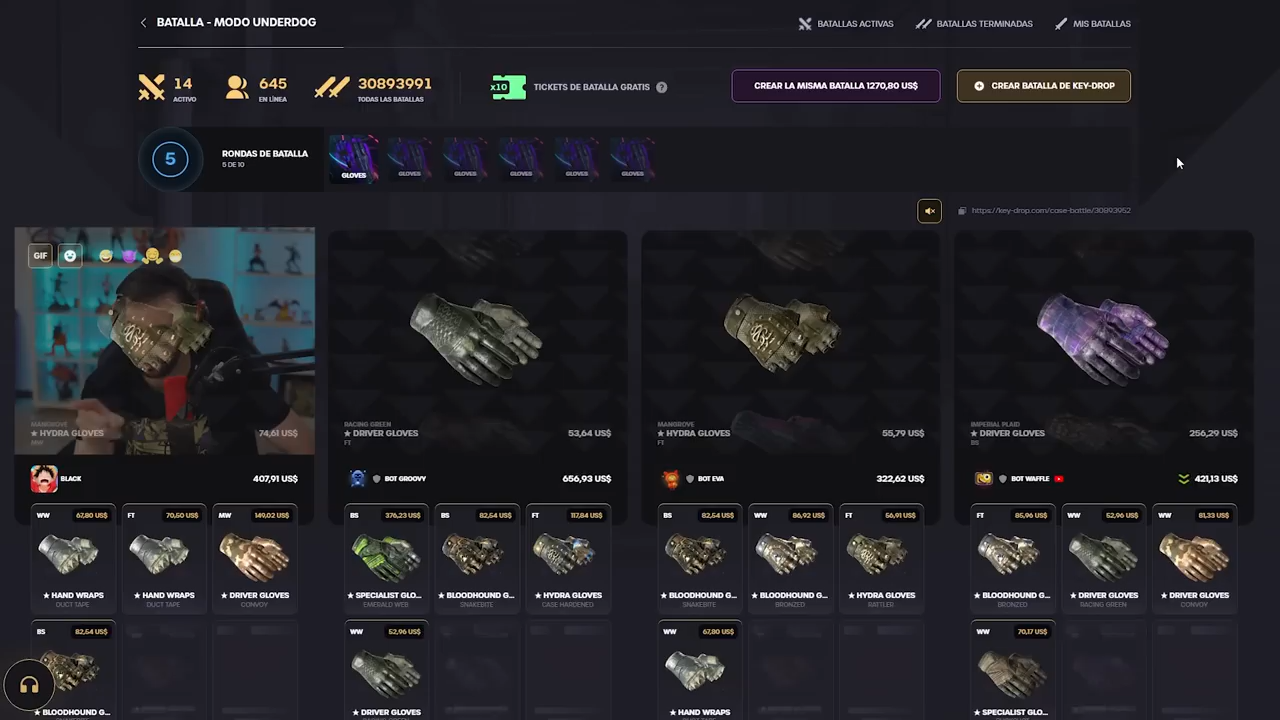 BATALLA - MODO UNDERDOG
BATALLAS ACTIVAS
BATALLAS TERMINADAS
MIS BATALLAS
14
ACTIVO
645
EN LÍNEA
30893991
TODAS LAS BATALLAS
x10
TICKETS DE BATALLA GRATIS ?
CREAR LA MISMA BATALLA 1270,80 US$
CREAR BATALLA DE KEY-DROP
5
RONDAS DE BATALLA
5 DE 10
GLOVES
GLOVES
GLOVES
GLOVES
GLOVES
GLOVES
https://key-drop.com/case-battle/30893952
GIF
MANGROVE
★ HYDRA GLOVES
MW
74,61 US$
RACING GREEN
★ DRIVER GLOVES
FT
53,64 US$
MANGROVE
★ HYDRA GLOVES
FT
55,79 US$
IMPERIAL PLAID
★ DRIVER GLOVES
BS
256,29 US$
BLACK
407,91 US$
BOT GROOVY
656,93 US$
BOT EVA
322,62 US$
BOT WAFFLE
421,13 US$
WW 67,80 US$
★ HAND WRAPS
DUCT TAPE
FT 70,50 US$
★ HAND WRAPS
DUCT TAPE
MW 149,02 US$
★ DRIVER GLOVES
CONVOY
BS 376,23 US$
★ SPECIALIST GLO...
EMERALD WEB
BS 82,54 US$
★ BLOODHOUND G...
SNAKEBITE
FT 117,84 US$
★ HYDRA GLOVES
CASE HARDENED
BS 82,54 US$
★ BLOODHOUND G...
SNAKEBITE
WW 86,92 US$
★ BLOODHOUND G...
BRONZED
FT 56,91 US$
★ HYDRA GLOVES
RATTLER
FT 85,96 US$
★ BLOODHOUND G...
BRONZED
WW 52,96 US$
★ DRIVER GLOVES
RACING GREEN
WW 81,33 US$
★ DRIVER GLOVES
CONVOY
BS 82,54 US$
★ BLOODHOUND G...
WW 52,96 US$
★ DRIVER GLOVES
WW 67,80 US$
★ HAND WRAPS
WW 70,17 US$
★ SPECIALIST GLO...